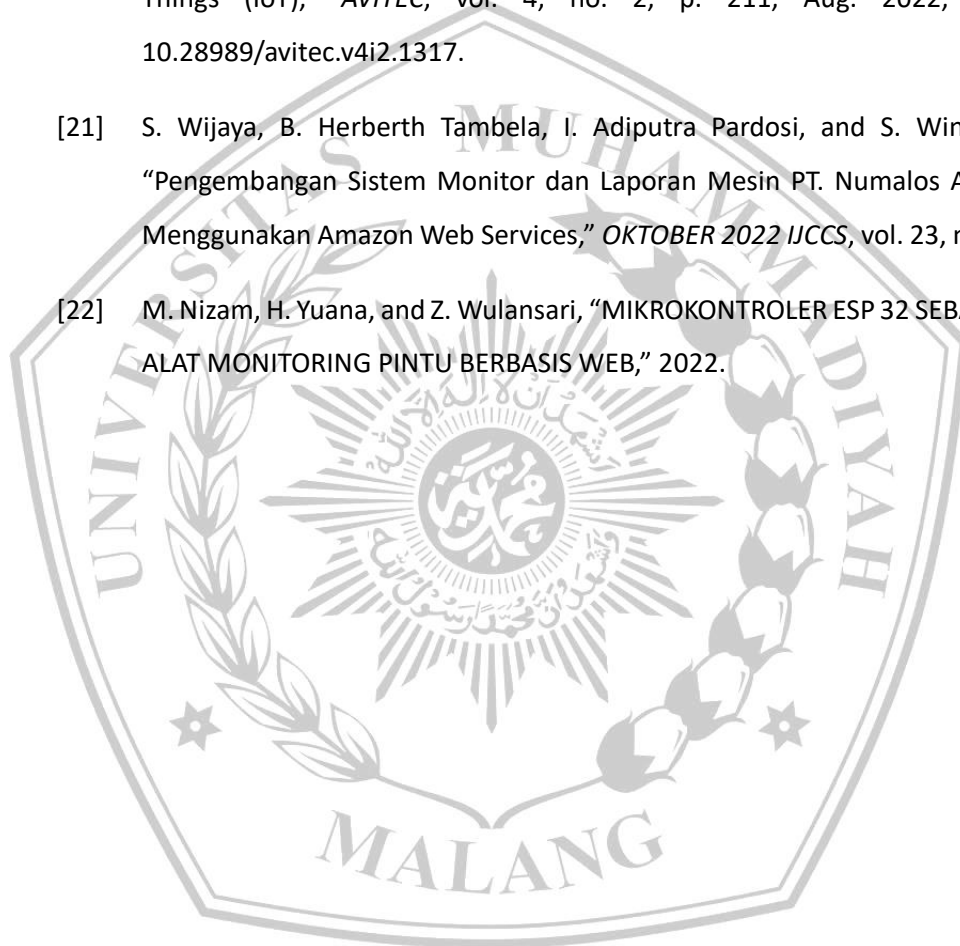 Things (IoT),” AVITEC, vol. 4, no. 2, p. 211, Aug. 2022,
10.28989/avitec.v4i2.1317.
[21] S. Wijaya, B. Herberth Tambela, I. Adiputra Pardosi, and S. Win
“Pengembangan Sistem Monitor dan Laporan Mesin PT. Numalos A
Menggunakan Amazon Web Services,” OKTOBER 2022 IJCCS, vol. 23, n
[22] M. Nizam, H. Yuana, and Z. Wulansari, “MIKROKONTROLER ESP 32 SEBA
ALAT MONITORING PINTU BERBASIS WEB,” 2022.
UNIVERSITAS MUHAMMADIYAH
MALANG